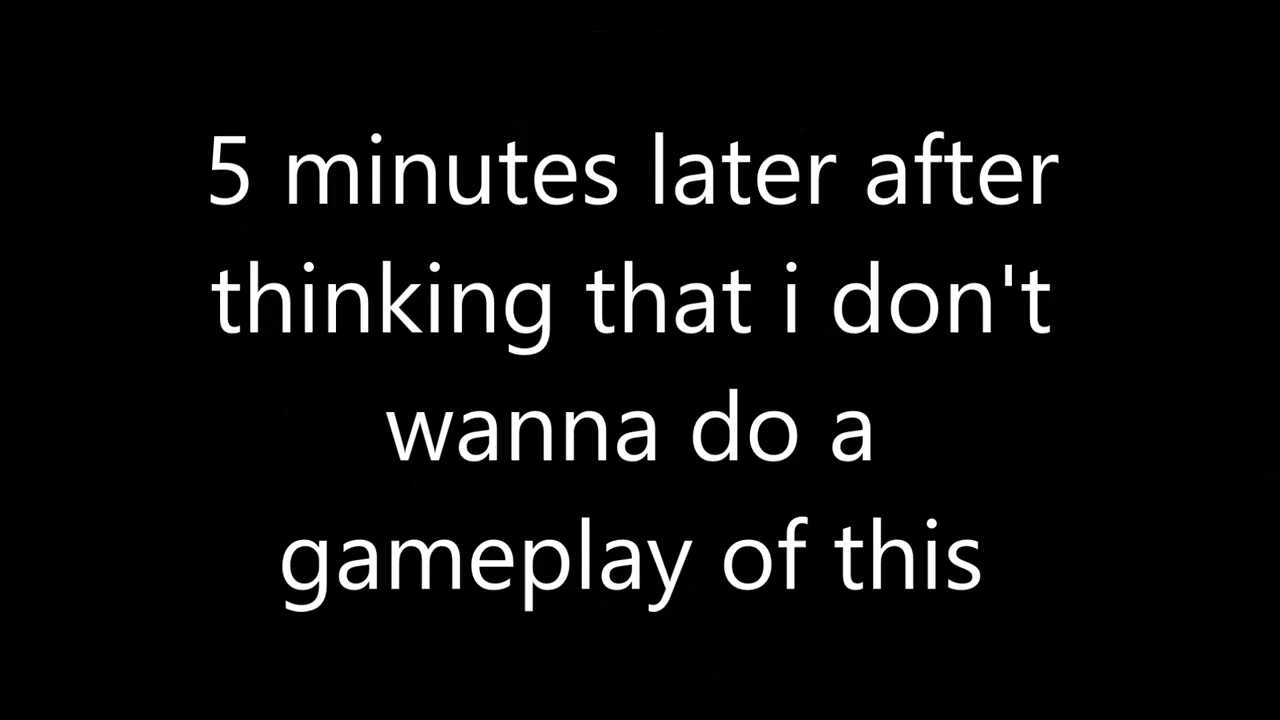 5 minutes later after
thinking that i don't
wanna do a
gameplay of this